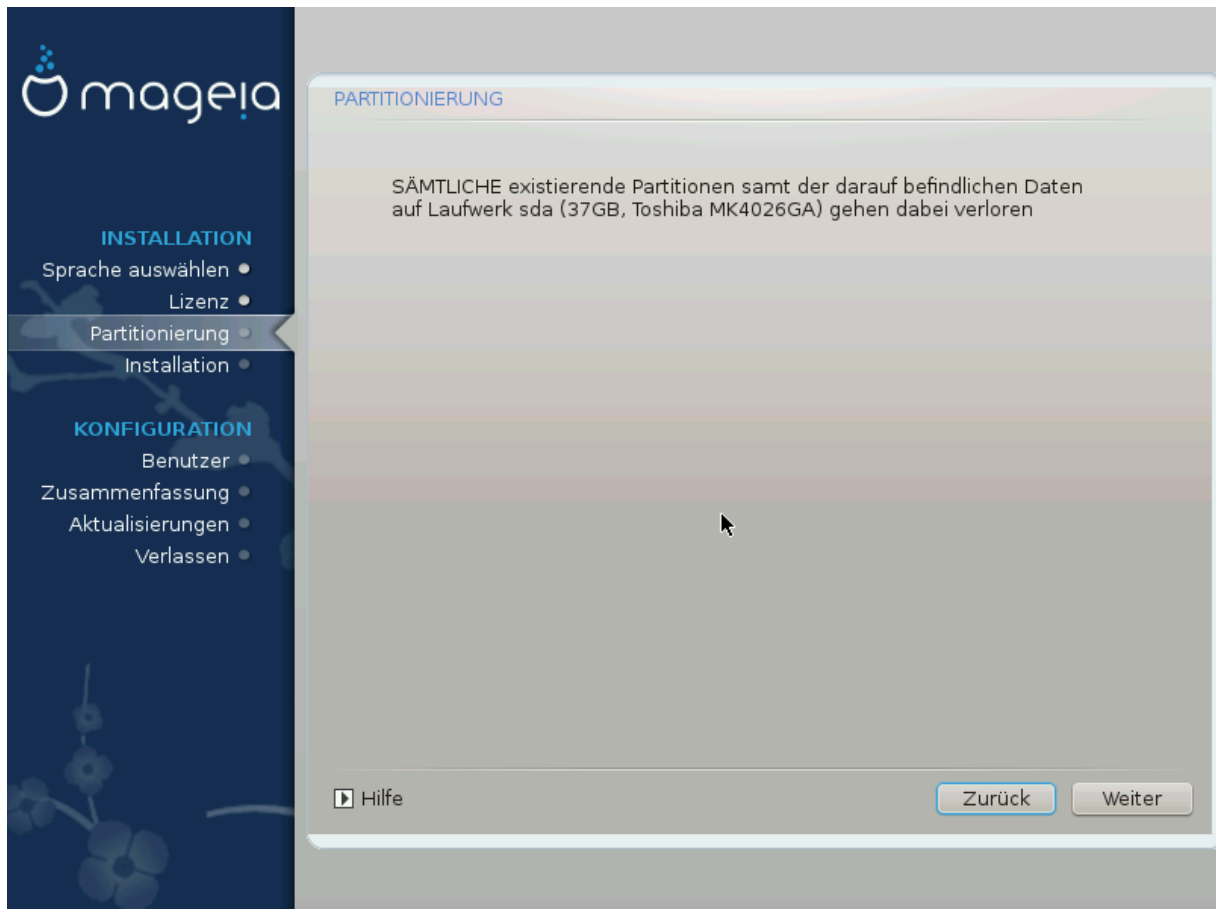 mageia
INSTALLATION
Sprache auswählen
Lizenz
Partitionierung
Installation
KONFIGURATION
Benutzer
Zusammenfassung
Aktualisierungen
Verlassen
PARTITIONIERUNG
SÄMTLICHE existierende Partitionen samt der darauf befindlichen Daten
auf Laufwerk sda (37GB, Toshiba MK4026GA) gehen dabei verloren
Hilfe
Zurück
Weiter